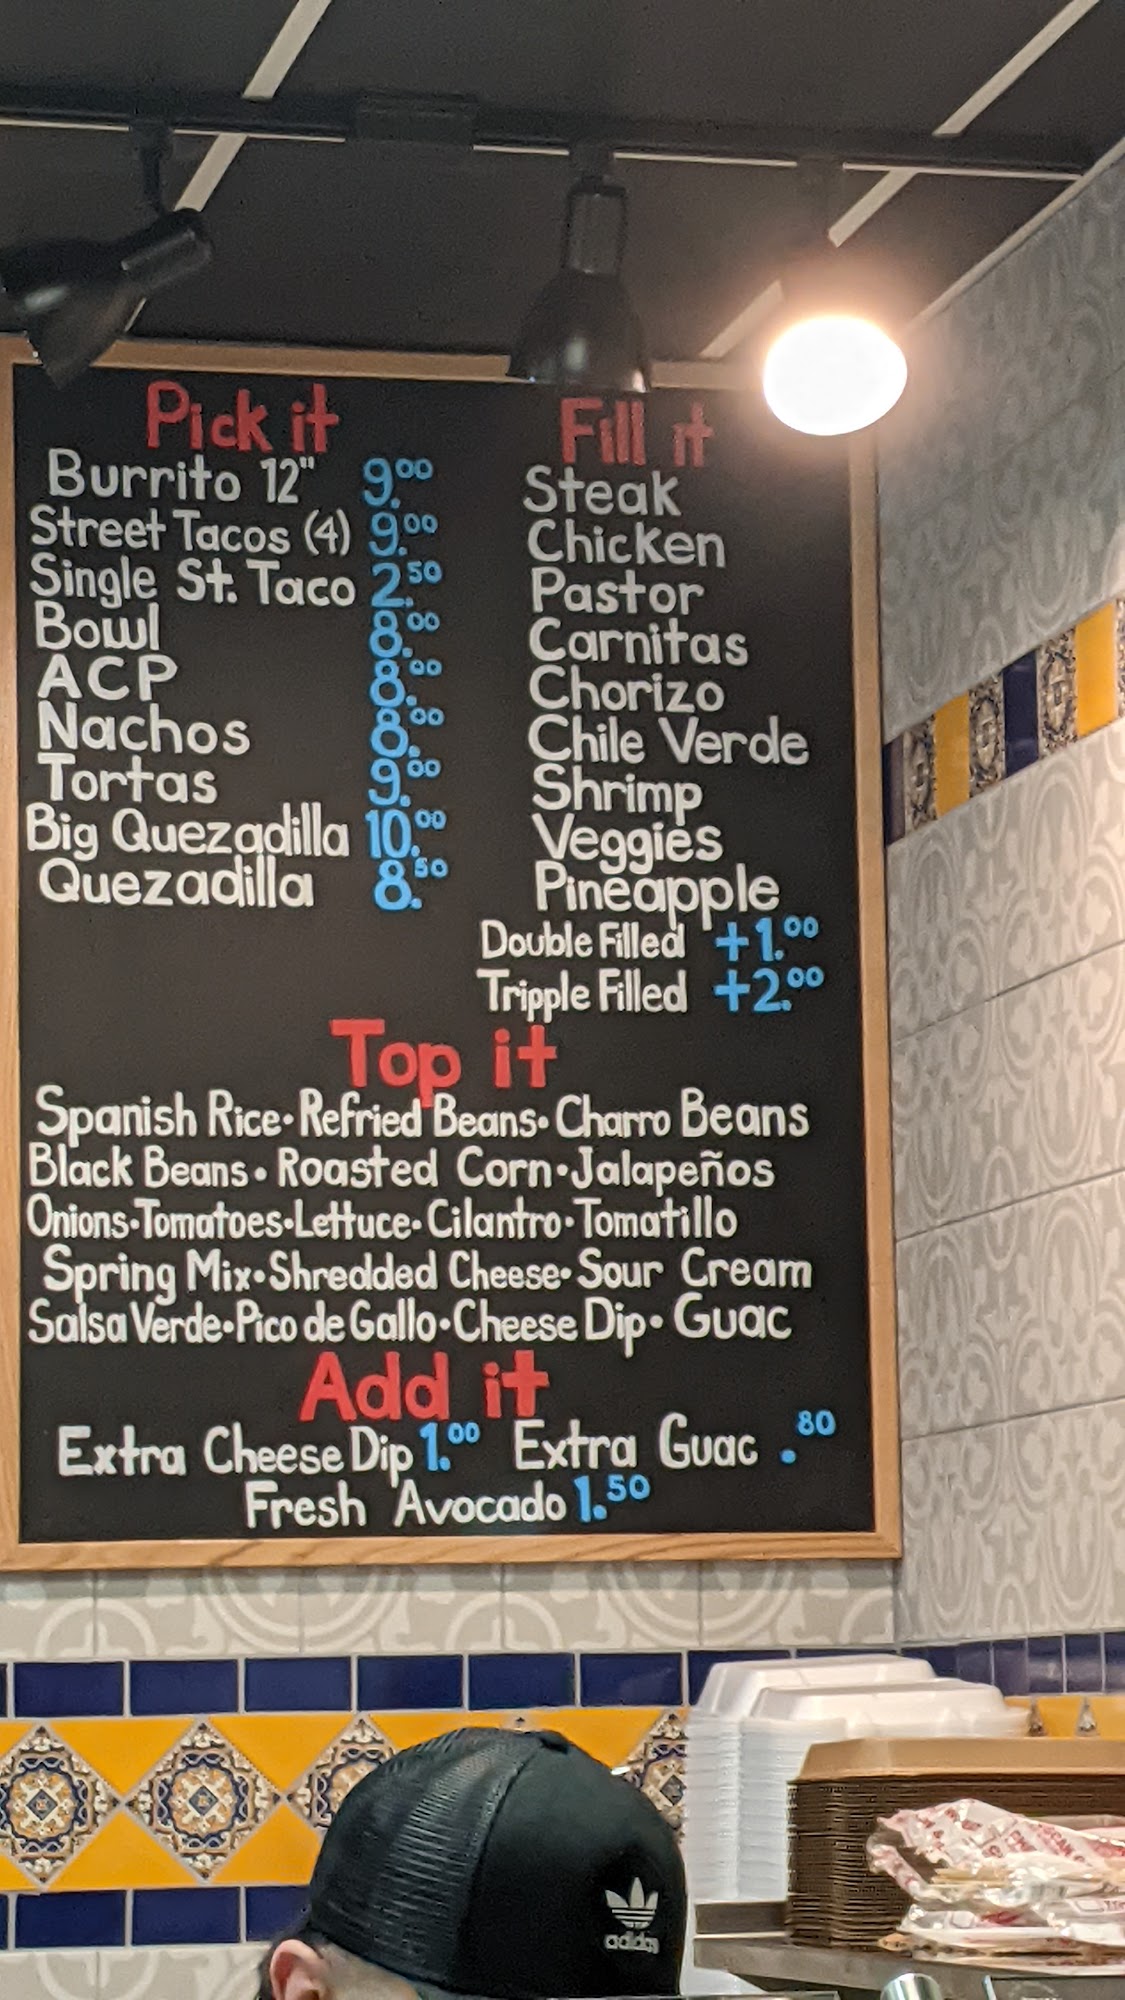 Pick it
Burrito 12" 9.00
Street Tacos (4) 9.00
Single St. Taco 2.50
Bowl 8.00
ACP 8.00
Nachos 8.00
Tortas 9.00
Big Quezadilla 10.00
Quezadilla 8.50
Fill it
Steak
Chicken
Pastor
Carnitas
Chorizo
Chile Verde
Shrimp
Veggies
Pineapple
Double Filled +1.00
Tripple Filled +2.00
Top it
Spanish Rice• Refried Beans• Charro Beans
Black Beans • Roasted Corn•Jalapeños
Onions•Tomatoes•Lettuce• Cilantro•Tomatillo
Spring Mix•Shredded Cheese• Sour Cream
Salsa Verde•Pico de Gallo•Cheese Dip• Guac
Add it
Extra Cheese Dip 1.00 Extra Guac .80
Fresh Avocado 1.50
adidas